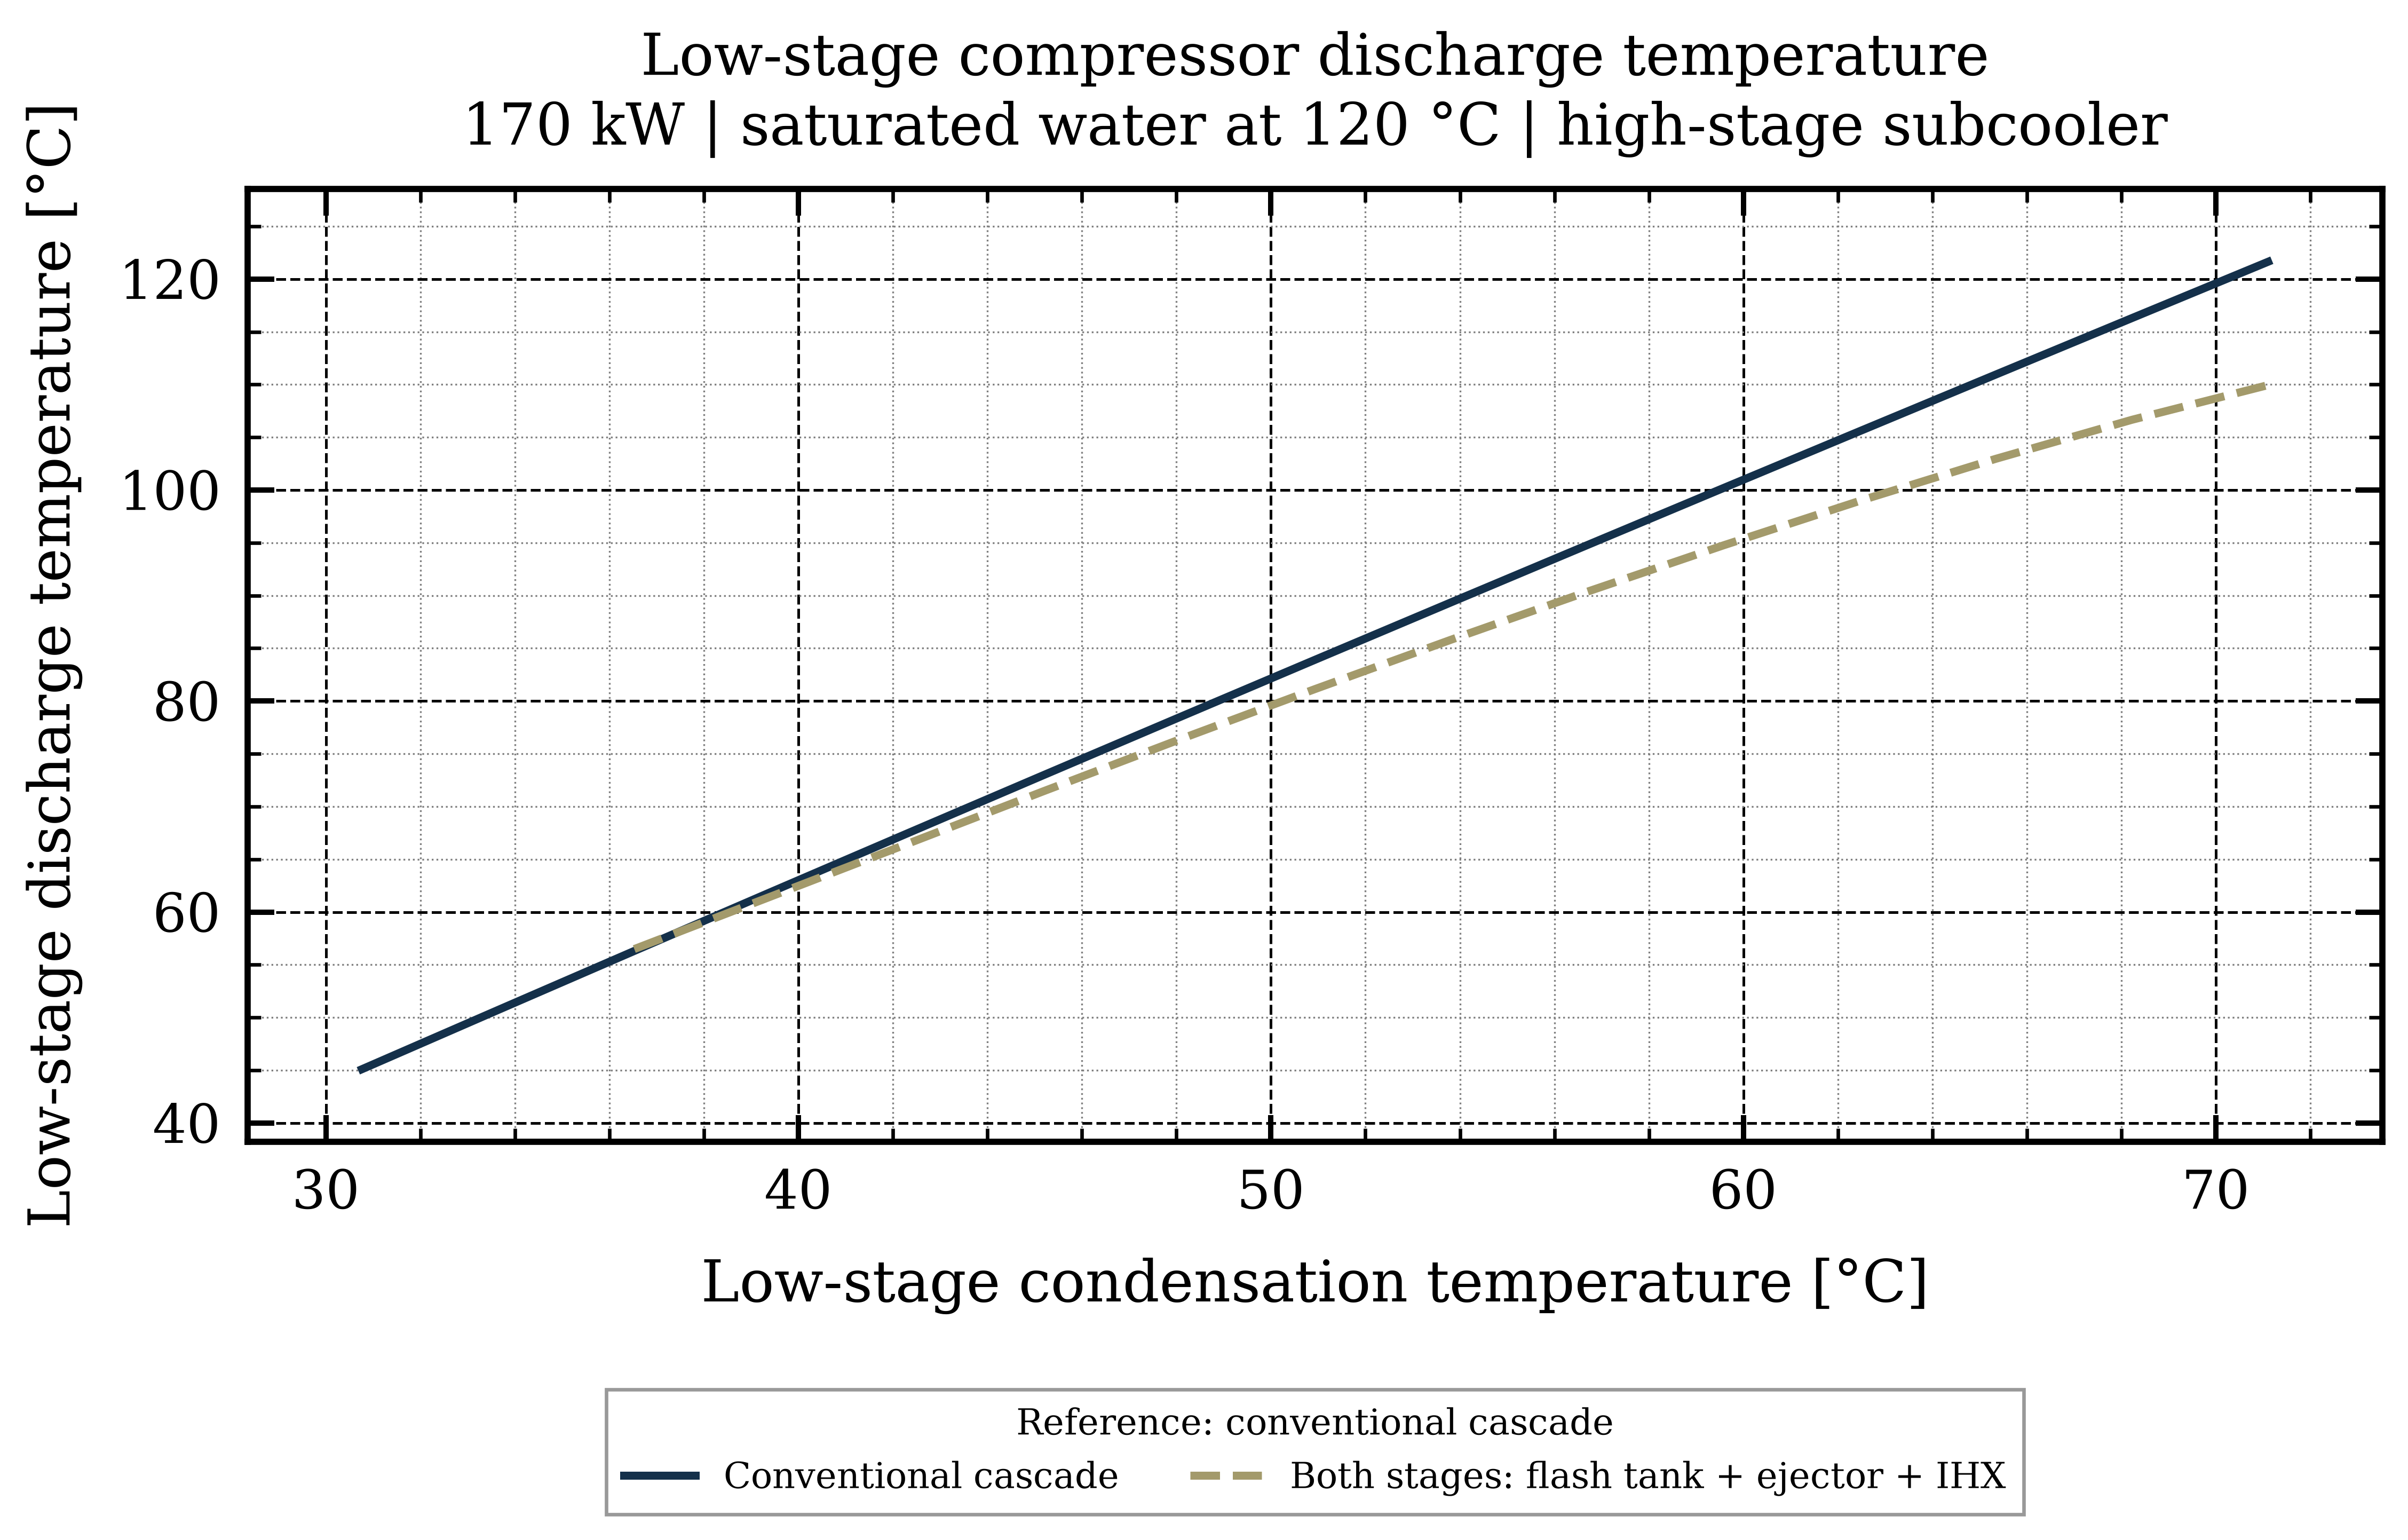 Low-stage compressor discharge temperature
170 kW | saturated water at 120 °C | high-stage subcooler
Low-stage discharge temperature [°C]
120
100
80
60
40
30 40 50 60 70
Low-stage condensation temperature [°C]
Reference: conventional cascade
Conventional cascade Both stages: flash tank + ejector + IHX